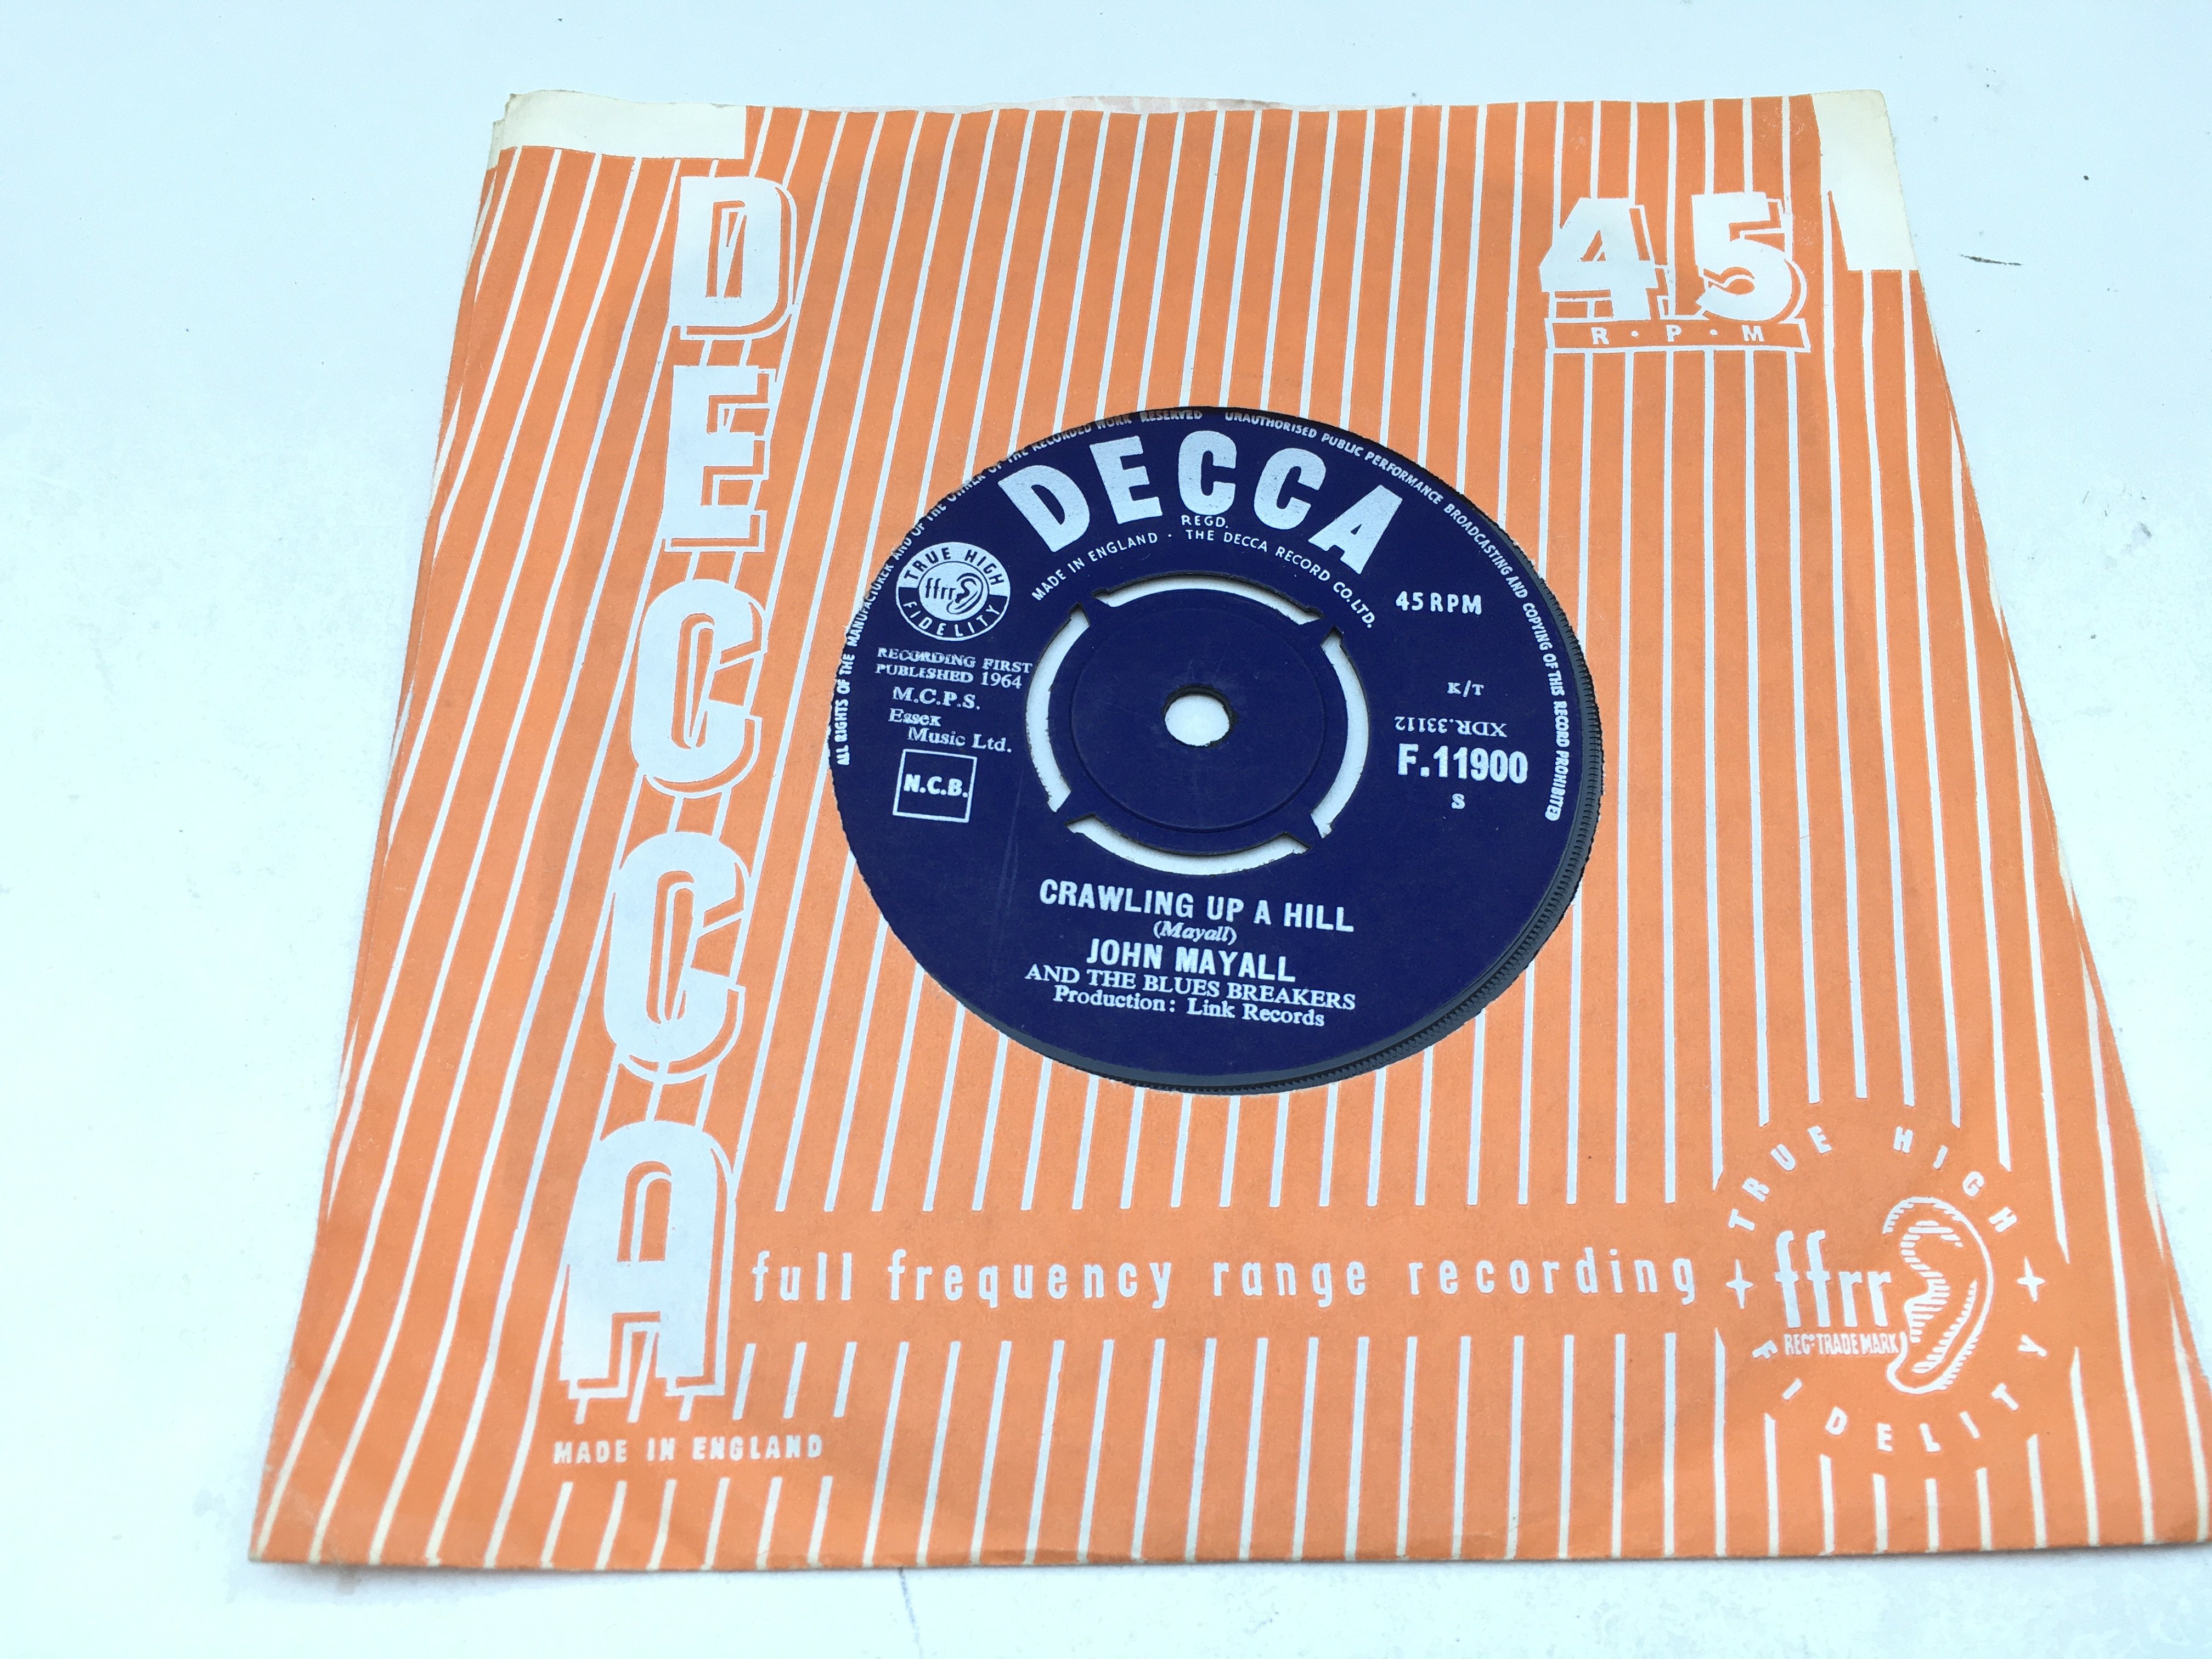 DECCA
45
R·P·M
ALL RIGHTS OF THE MANUFACTURER AND OF THE OWNER OF THE RECORDED WORK RESERVED UNAUTHORISED PUBLIC PERFORMANCE BROADCASTING AND COPYING OF THIS RECORD PROHIBITED
DECCA
REGD.
MADE IN ENGLAND · THE DECCA RECORD CO. LTD.
TRUE HIGH
ffrr
FIDELITY
45 RPM
RECORDING FIRST
PUBLISHED 1964
M.C.P.S.
Essex
Music Ltd.
N.C.B.
K/T
XDR.33112
F.11900
S
CRAWLING UP A HILL
(Mayall)
JOHN MAYALL
AND THE BLUES BREAKERS
Production: Link Records
full frequency range recording
TRUE HIGH
ffrr
REGD TRADE MARK
FIDELITY
MADE IN ENGLAND